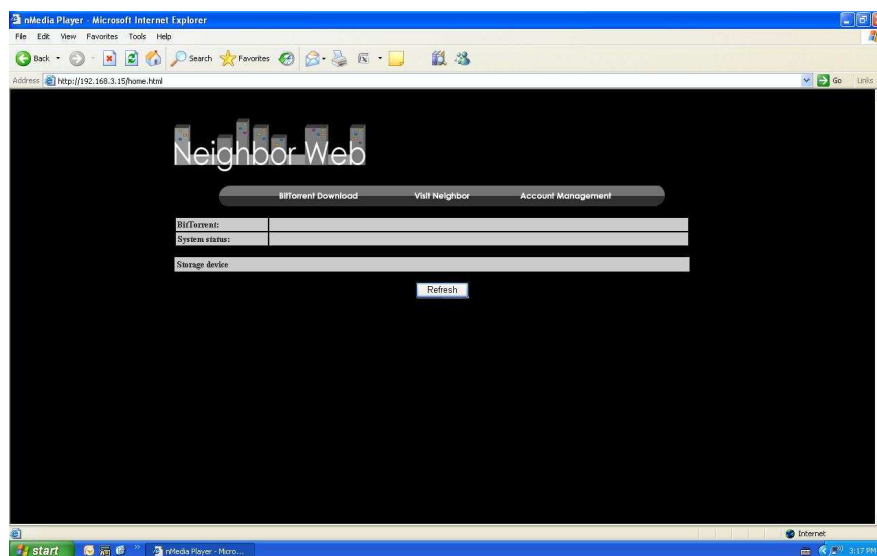 nMedia Player - Microsoft Internet Explorer
File Edit View Favorites Tools Help
Back Search Favorites
Address http://192.168.3.15/home.html Go Links
Neighbor Web
BitTorrent Download Visit Neighbor Account Management
BitTorrent:
System status:
Storage device
Refresh
Internet
start nMedia Player - Micro... 3:17 PM